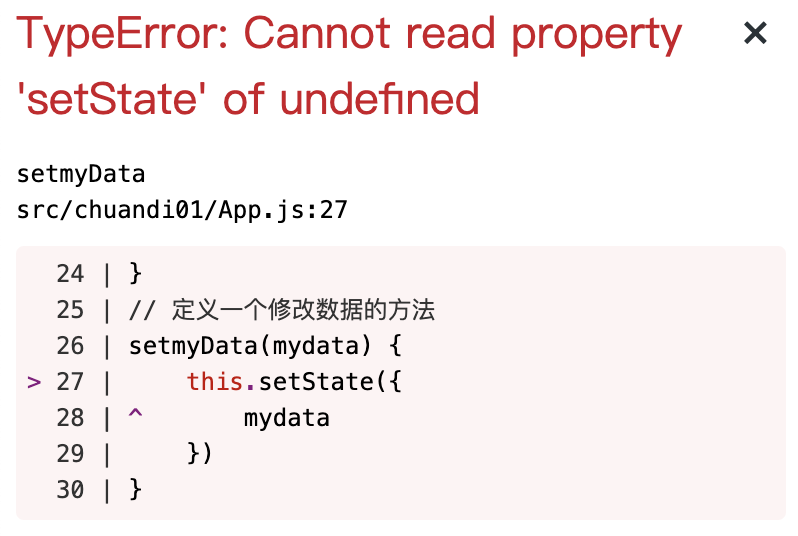 TypeError: Cannot read property
'setState' of undefined
setmyData
src/chuandi01/App.js:27
24 | }
25 | // 定义一个修改数据的方法
26 | setmyData(mydata) {
> 27 |     this.setState({
28 | ^       mydata
29 |     })
30 | }